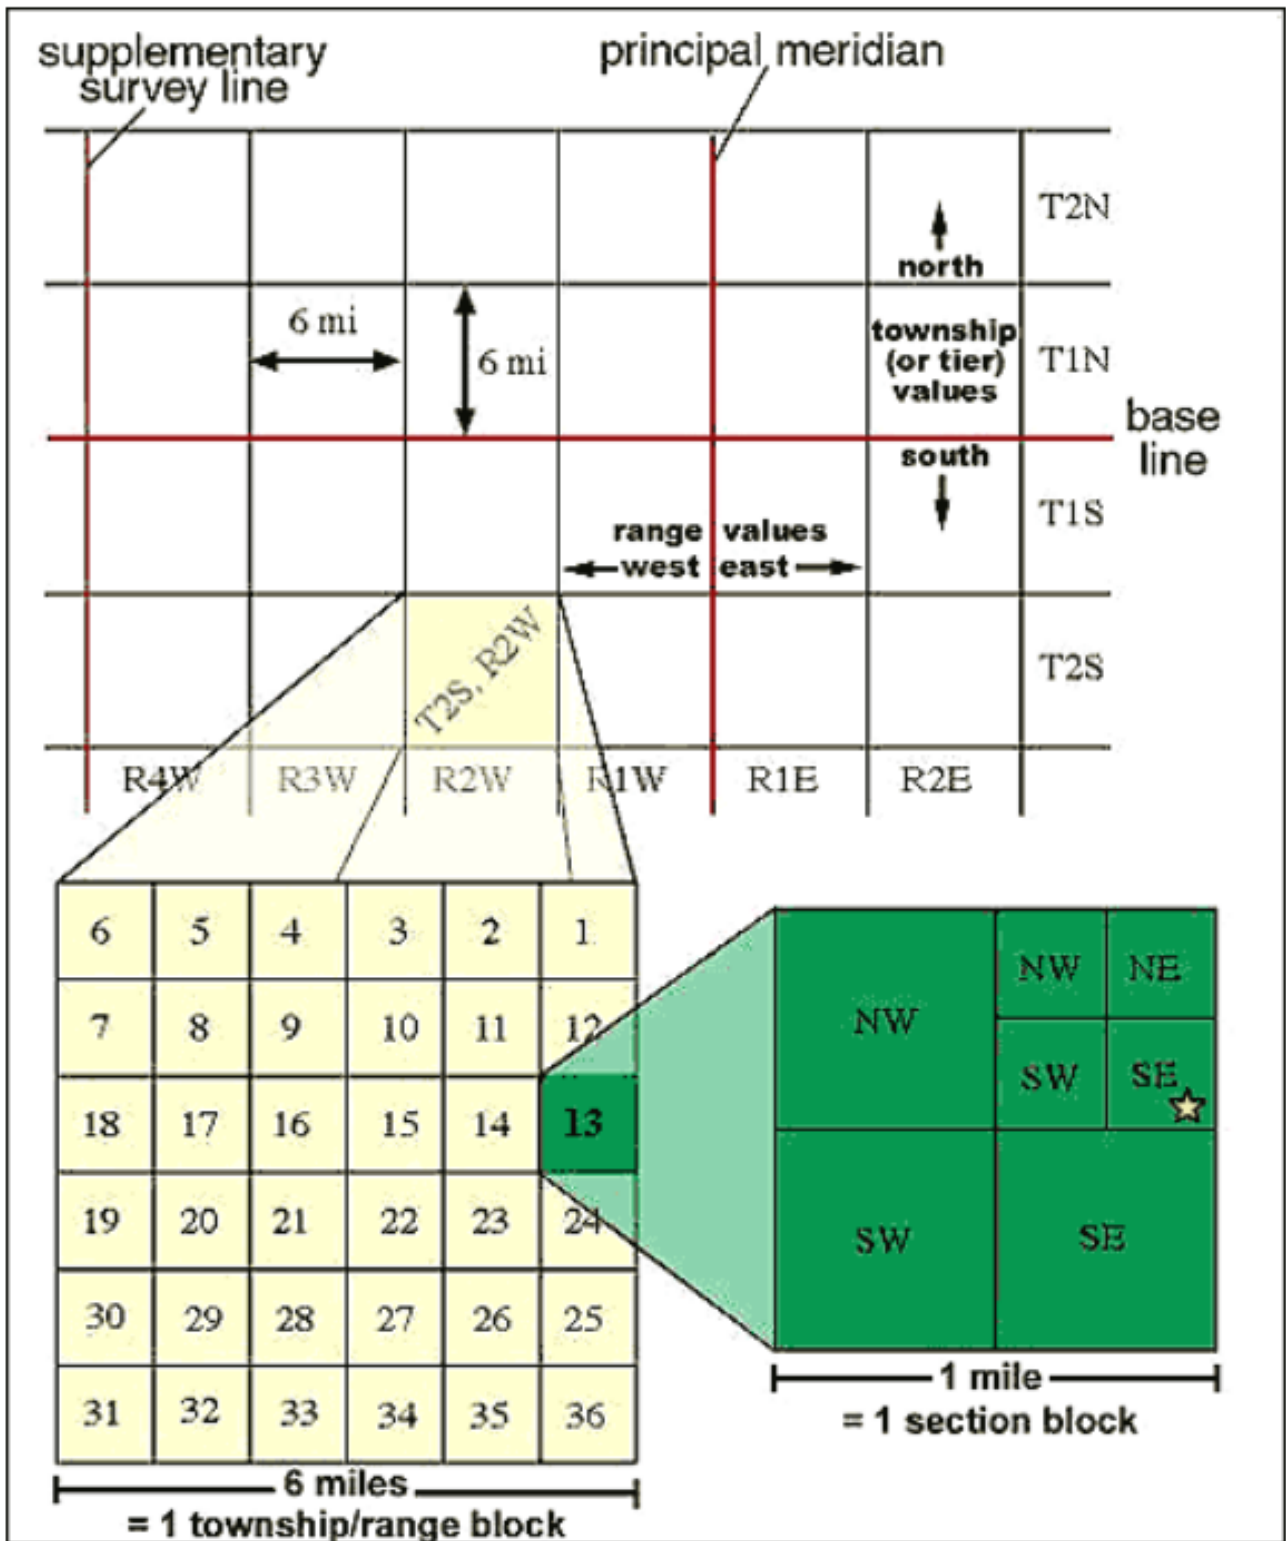 supplementary
survey line
principal meridian
T2N
north
6 mi
6 mi
township
(or tier)
values
T1N
base
line
south
T1S
range values
west east
T2S, R2W
T2S
R4W R3W R2W R1W R1E R2E
6 5 4 3 2 1
7 8 9 10 11 12
18 17 16 15 14 13
19 20 21 22 23 24
30 29 28 27 26 25
31 32 33 34 35 36
6 miles
= 1 township/range block
NW NE
NW
SW SE
SW SE
1 mile
= 1 section block